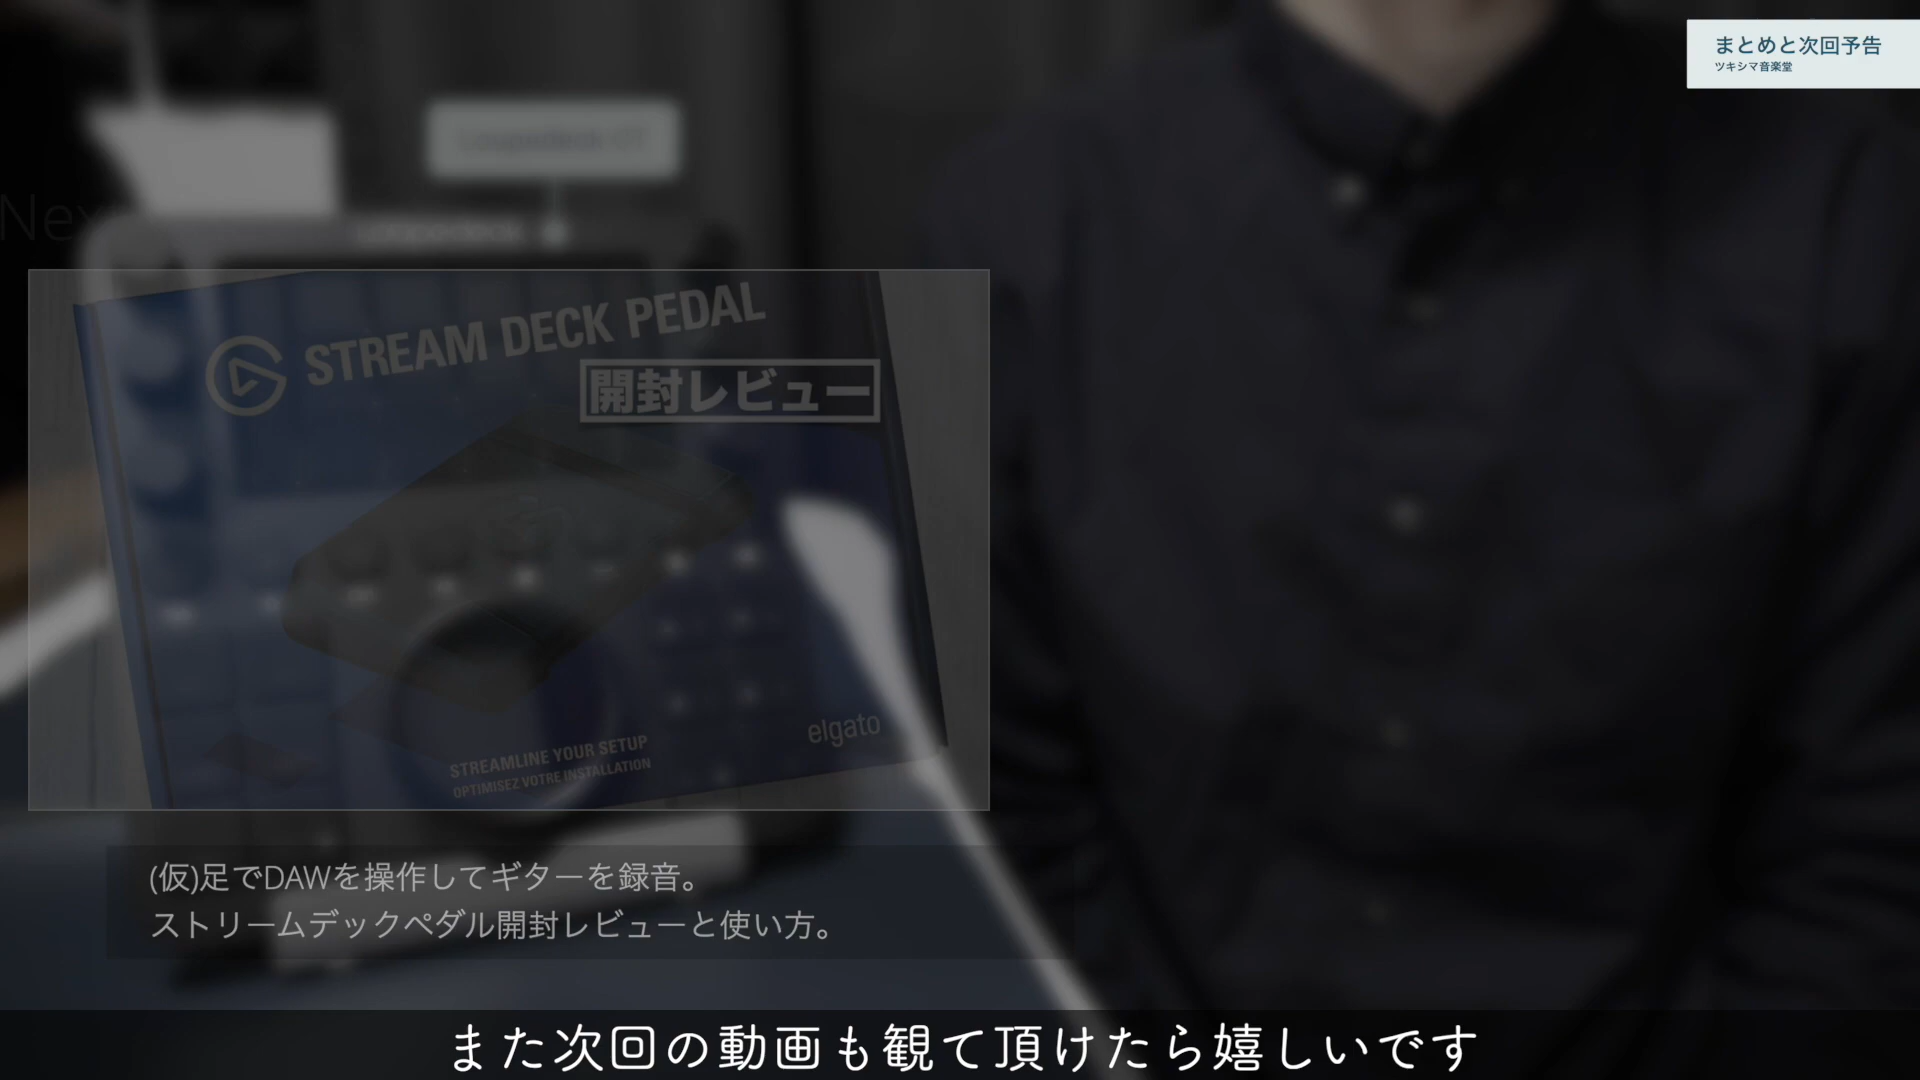 まとめと次回予告
ツキシマ音楽堂
STREAM DECK PEDAL
開封レビュー
elgato
STREAMLINE YOUR SETUP
OPTIMISEZ VOTRE INSTALLATION
(仮)足でDAWを操作してギターを録音。
ストリームデックペダル開封レビューと使い方。
また次回の動画も観て頂けたら嬉しいです